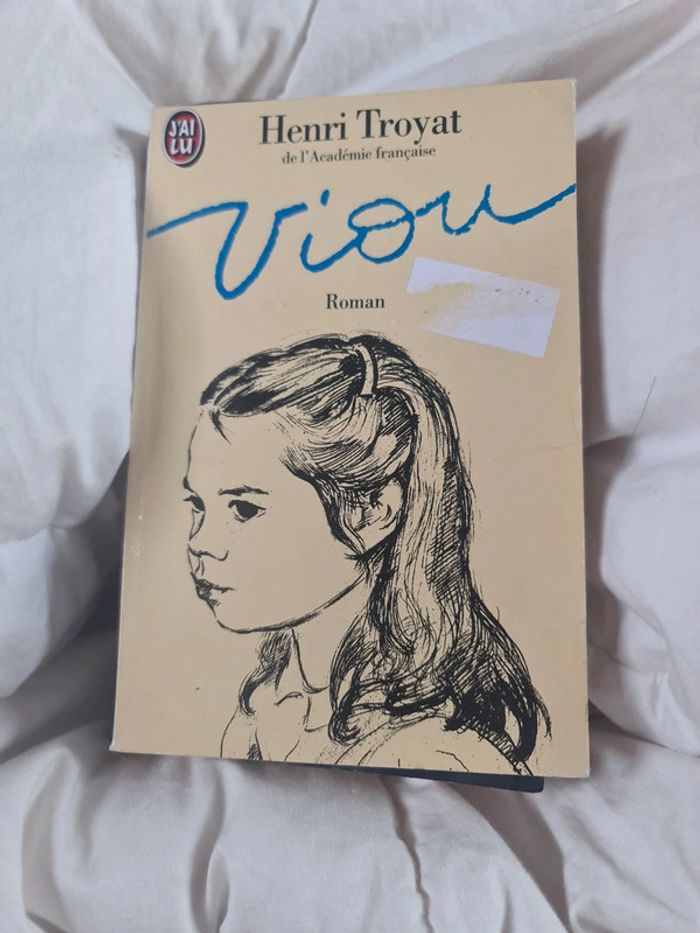 J'AI
LU
Henri Troyat
de l'Académie française
Viou
Roman